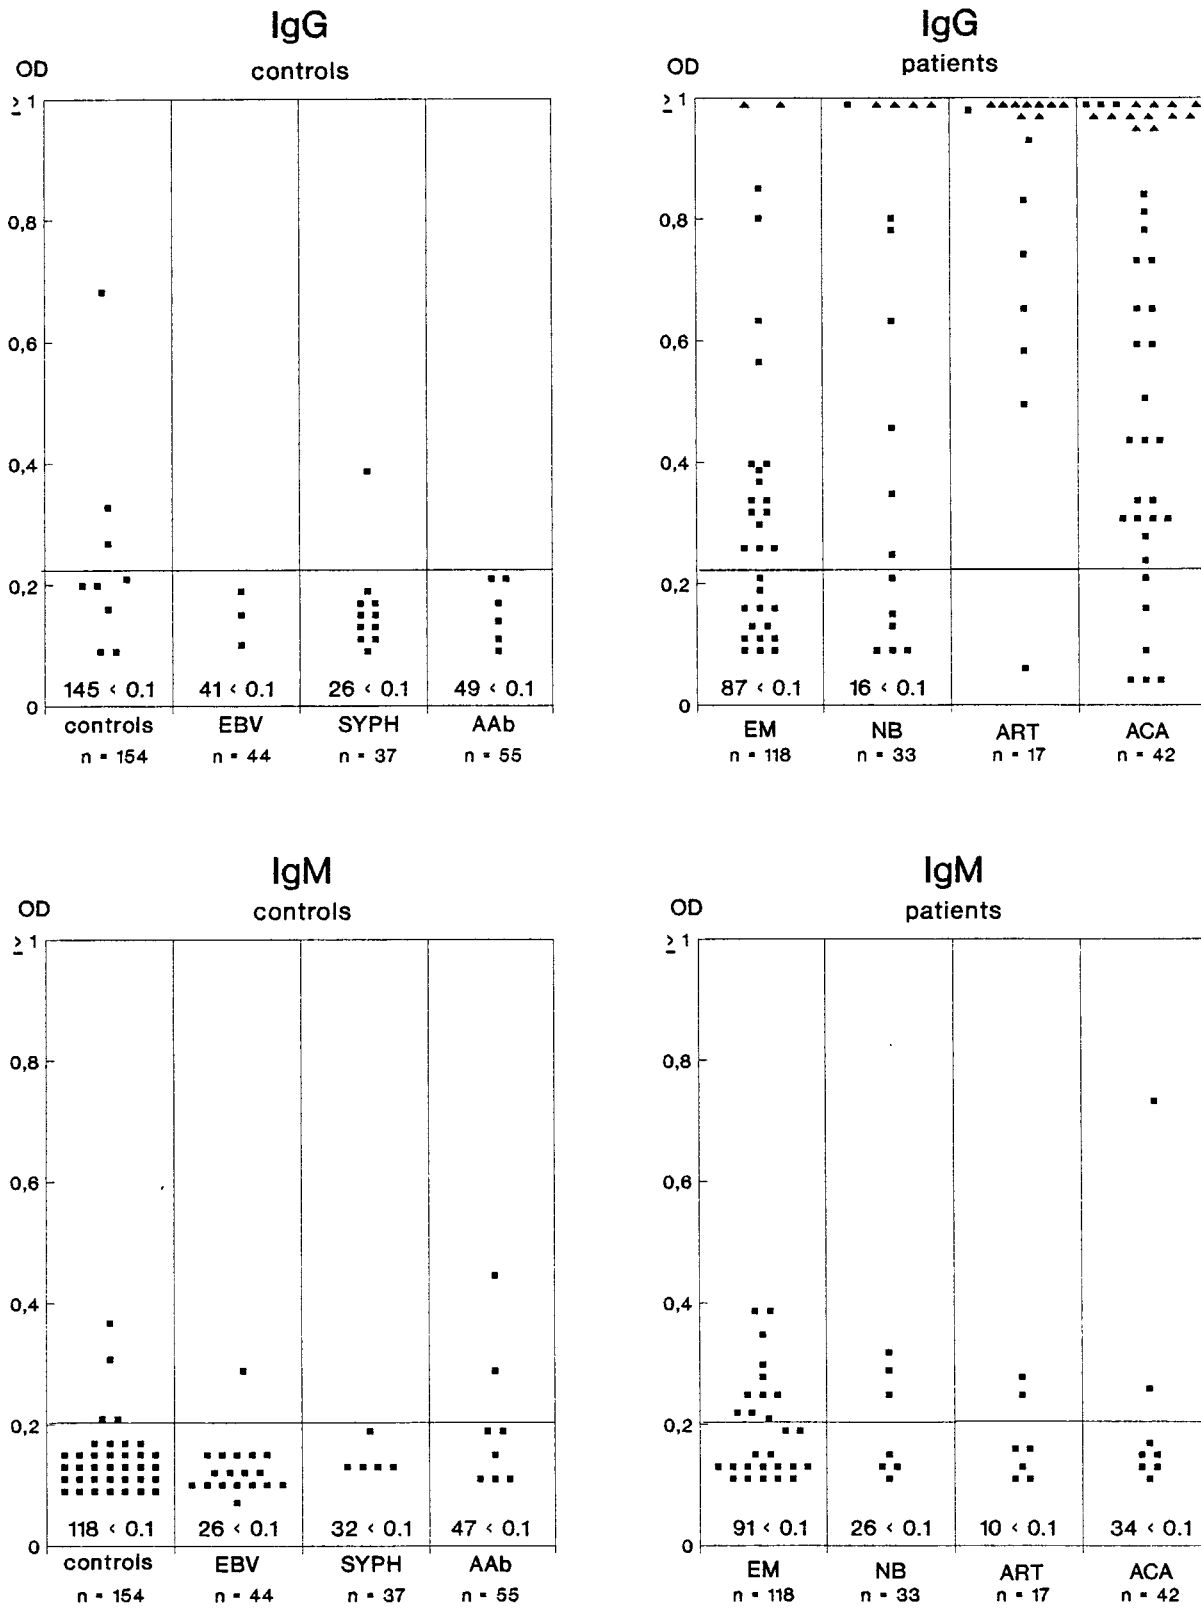 IgG
controls
OD
≥ 1
0,8
0,6
0,4
0,2
0
145 < 0.1
41 < 0.1
26 < 0.1
49 < 0.1
controls
EBV
SYPH
AAb
n = 154
n = 44
n = 37
n = 55
IgG
patients
OD
≥ 1
0,8
0,6
0,4
0,2
0
87 < 0.1
16 < 0.1
EM
NB
ART
ACA
n = 118
n = 33
n = 17
n = 42
IgM
controls
OD
≥ 1
0,8
0,6
0,4
0,2
0
118 < 0.1
26 < 0.1
32 < 0.1
47 < 0.1
controls
EBV
SYPH
AAb
n = 154
n = 44
n = 37
n = 55
IgM
patients
OD
≥ 1
0,8
0,6
0,4
0,2
0
91 < 0.1
26 < 0.1
10 < 0.1
34 < 0.1
EM
NB
ART
ACA
n = 118
n = 33
n = 17
n = 42